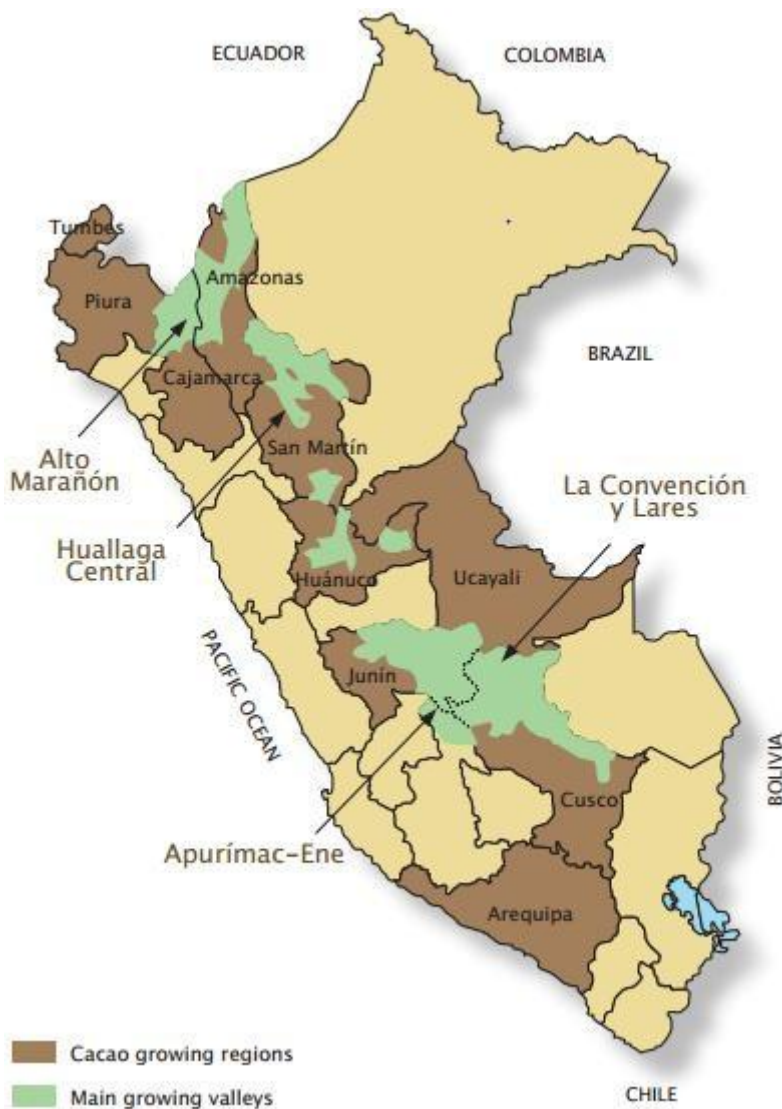 ECUADOR
COLOMBIA
Tumbes
Amazonas
Piura
BRAZIL
Cajamarca
San Martín
Alto
Marañón
La Convención
y Lares
Huallaga
Central
Huánuco
Ucayali
PACIFIC OCEAN
Junín
BOLIVIA
Cusco
Apurímac-Ene
Arequipa
Cacao growing regions
Main growing valleys
CHILE